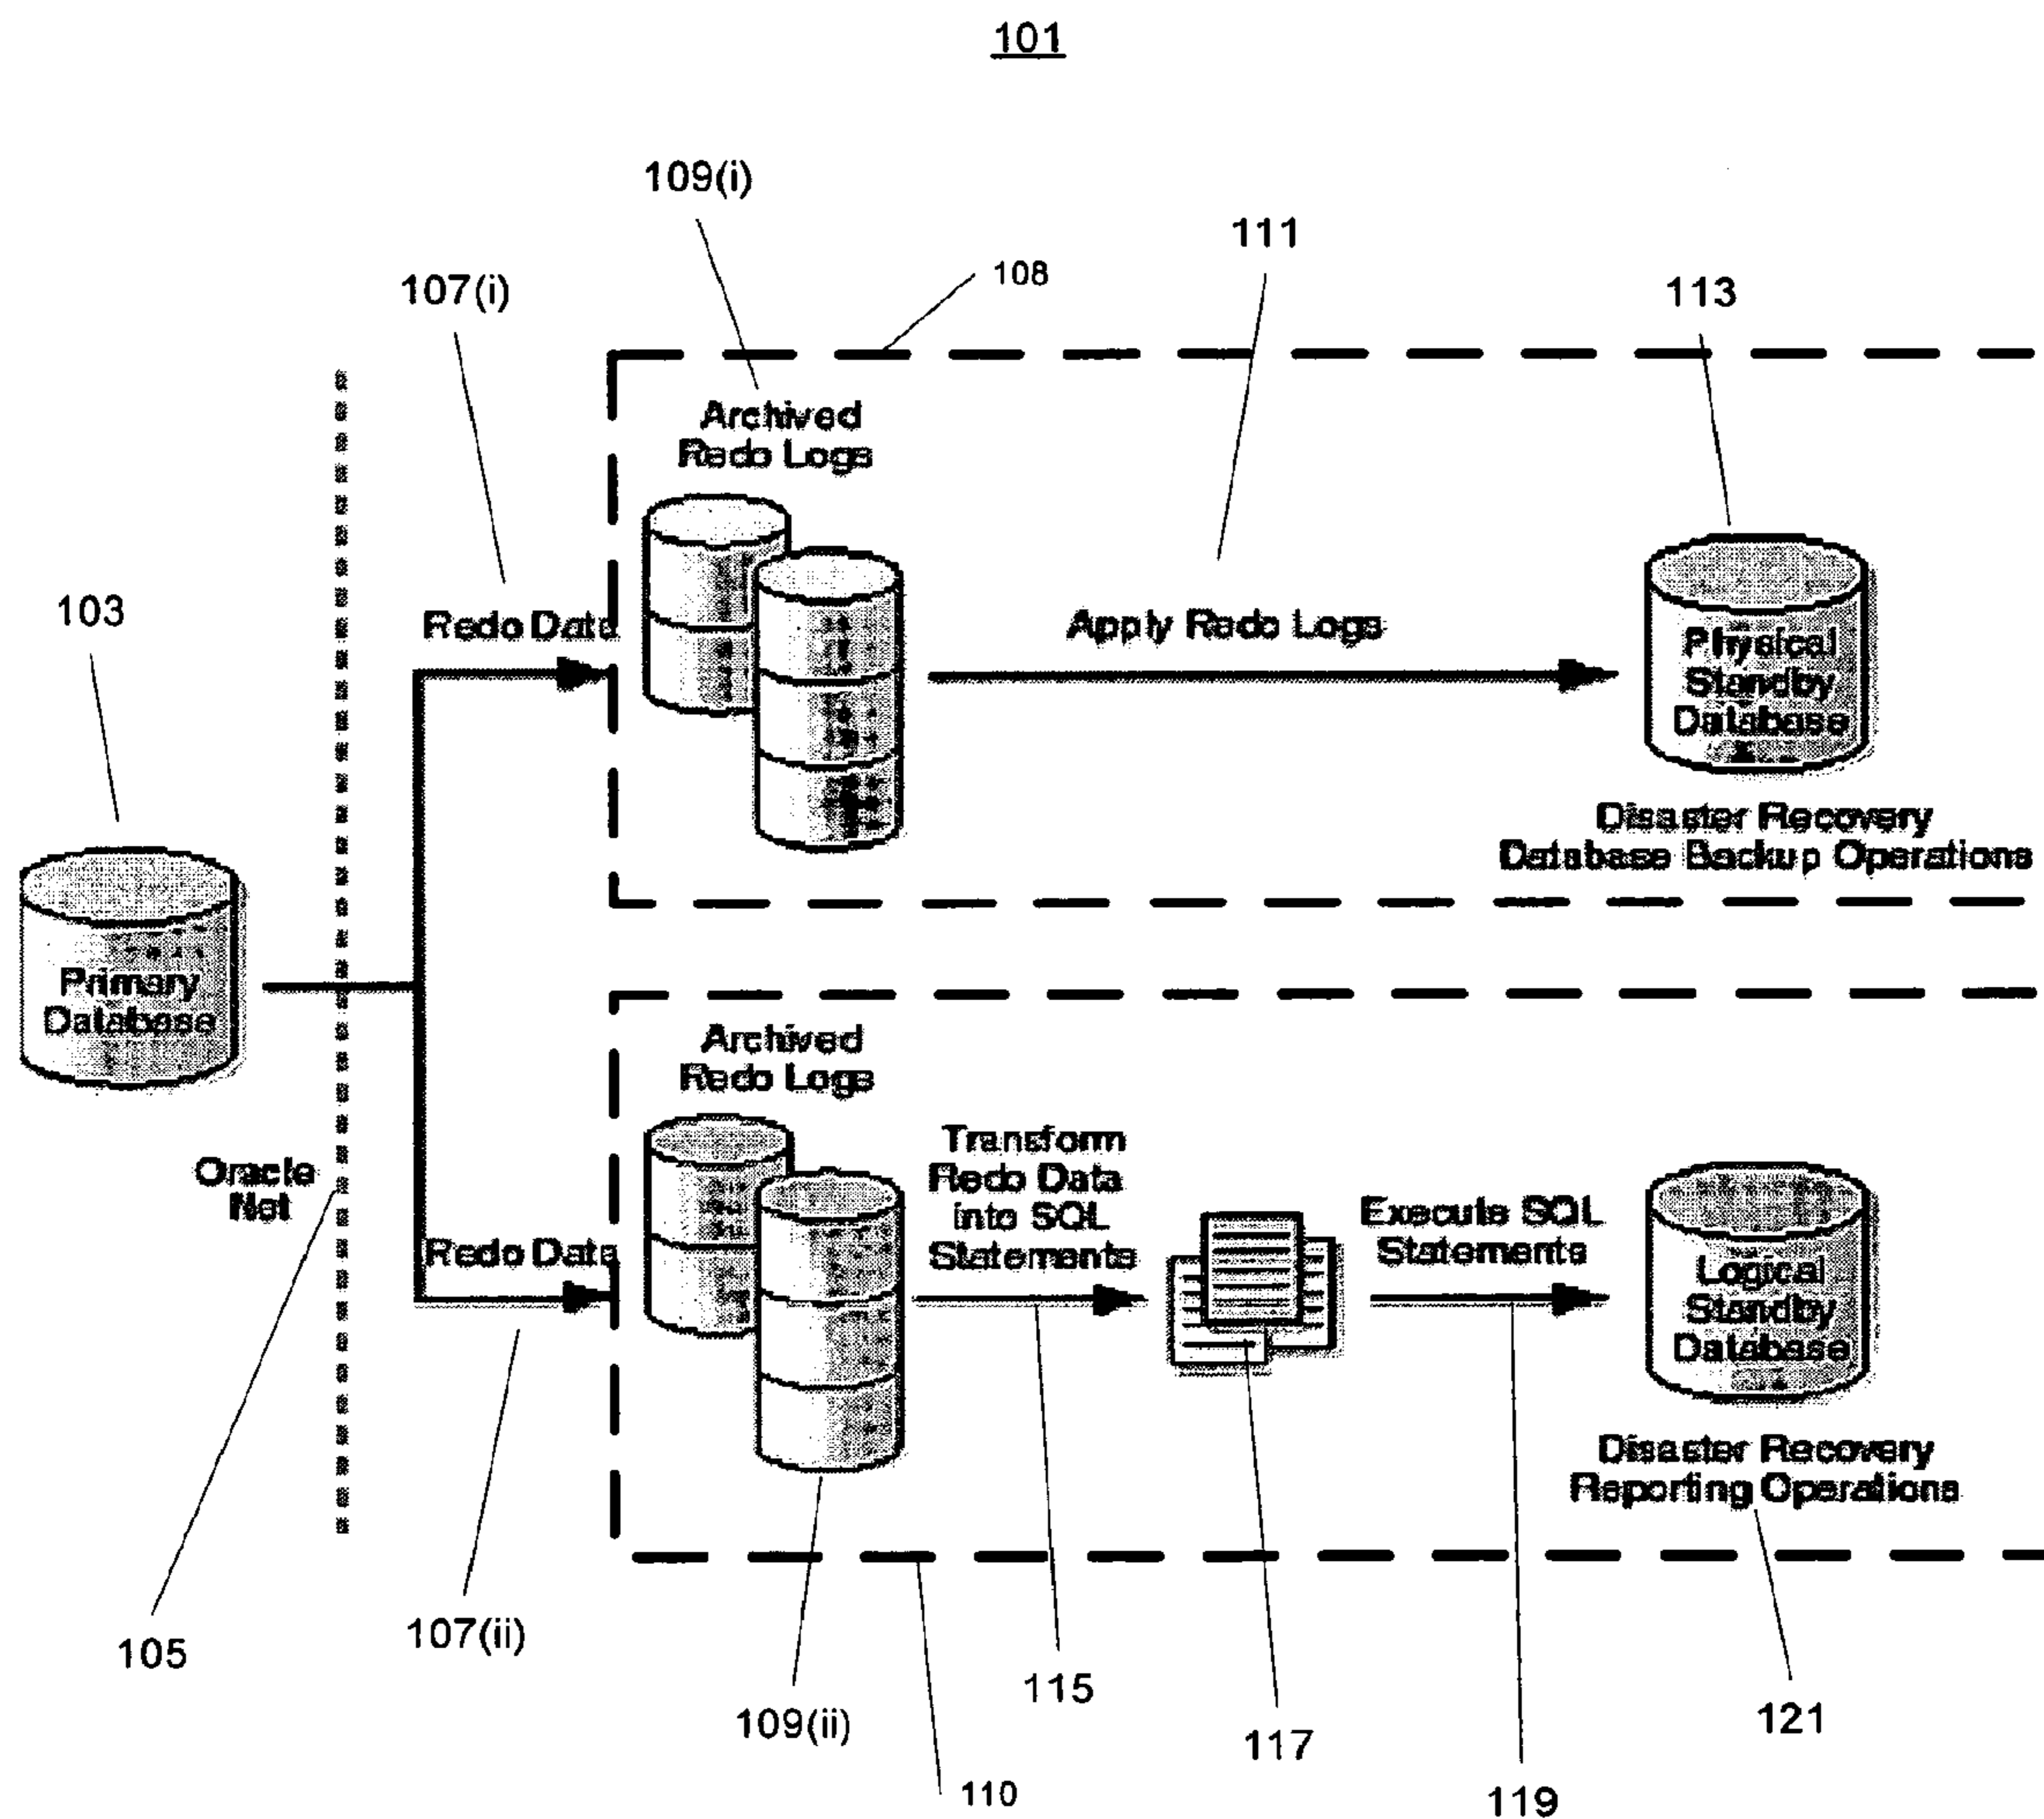 101
109(i)
111
107(i)
108
113
Archived
Redo Logs
103
Redo Data
Apply Redo Logs
Physical
Standby
Database
Disaster Recovery
Database Backup Operations
Primary
Database
Archived
Redo Logs
Oracle
Net
Redo Data
Transform
Redo Data
into SQL
Statements
Execute SQL
Statements
Logical
Standby
Database
Disaster Recovery
Reporting Operations
105
107(ii)
109(ii)
115
117
121
110
119